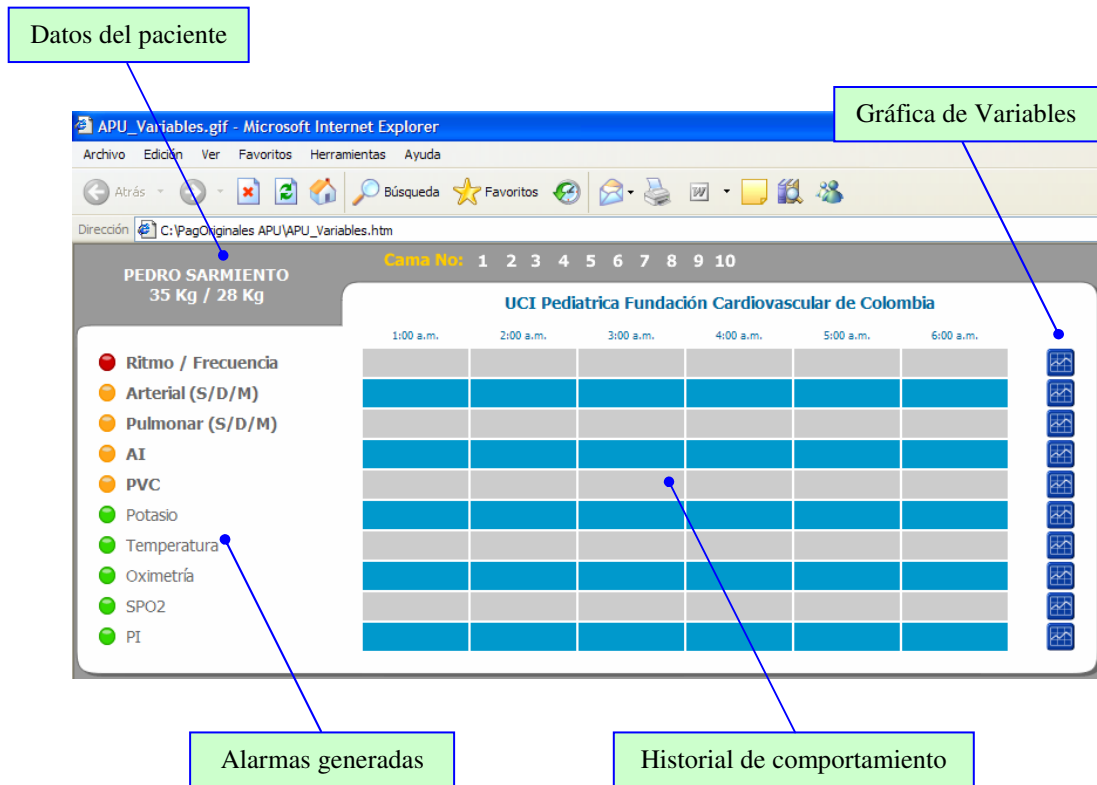 Datos del paciente
Gráfica de Variables
APU_Variables.gif - Microsoft Internet Explorer
Archivo Edición Ver Favoritos Herramientas Ayuda
Atrás Búsqueda Favoritos W
Dirección C:\PagOriginales APU\APU_Variables.htm
PEDRO SARMIENTO
35 Kg / 28 Kg
Cama No: 1 2 3 4 5 6 7 8 9 10
UCI Pediatrica Fundación Cardiovascular de Colombia
1:00 a.m. 2:00 a.m. 3:00 a.m. 4:00 a.m. 5:00 a.m. 6:00 a.m.
Ritmo / Frecuencia
Arterial (S/D/M)
Pulmonar (S/D/M)
AI
PVC
Potasio
Temperatura
Oximetría
SPO2
PI
Alarmas generadas
Historial de comportamiento